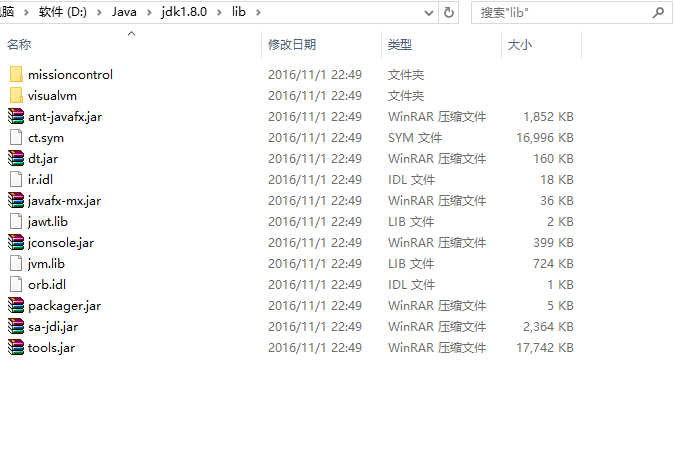 电脑 › 软件 (D:) › Java › jdk1.8.0 › lib › 搜索"lib"
名称 修改日期 类型 大小
missioncontrol 2016/11/1 22:49 文件夹
visualvm 2016/11/1 22:49 文件夹
ant-javafx.jar 2016/11/1 22:49 WinRAR 压缩文件 1,852 KB
ct.sym 2016/11/1 22:49 SYM 文件 16,996 KB
dt.jar 2016/11/1 22:49 WinRAR 压缩文件 160 KB
ir.idl 2016/11/1 22:49 IDL 文件 18 KB
javafx-mx.jar 2016/11/1 22:49 WinRAR 压缩文件 36 KB
jawt.lib 2016/11/1 22:49 LIB 文件 2 KB
jconsole.jar 2016/11/1 22:49 WinRAR 压缩文件 399 KB
jvm.lib 2016/11/1 22:49 LIB 文件 724 KB
orb.idl 2016/11/1 22:49 IDL 文件 1 KB
packager.jar 2016/11/1 22:49 WinRAR 压缩文件 5 KB
sa-jdi.jar 2016/11/1 22:49 WinRAR 压缩文件 2,364 KB
tools.jar 2016/11/1 22:49 WinRAR 压缩文件 17,742 KB